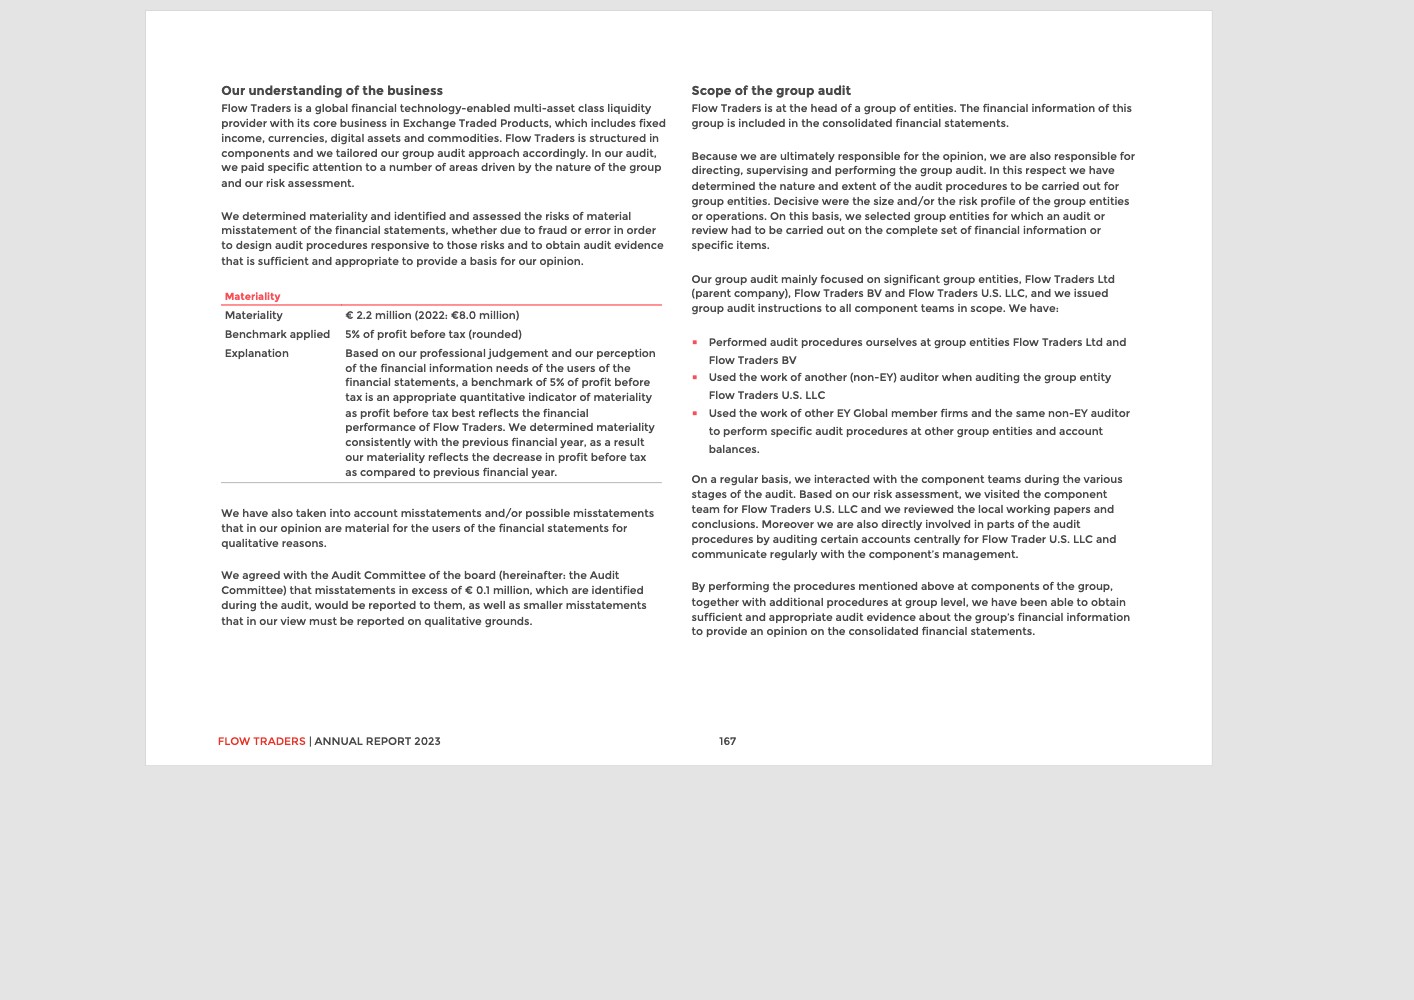 Our understanding of the business
Flow Traders is a global financial technology-enabled multi-asset class liquidity
provider with its core business in Exchange Traded Products, which includes fixed
income, currencies, digital assets and commodities. Flow Traders is structured in
components and we tailored our group audit approach accordingly. In our audit,
we paid specific attention to a number of areas driven by the nature of the group
and our risk assessment.
We determined materiality and identified and assessed the risks of material
misstatement of the financial statements, whether due to fraud or error in order
to design audit procedures responsive to those risks and to obtain audit evidence
that is sufficient and appropriate to provide a basis for our opinion.
Materiality
Materiality € 2.2 million (2022: €8.0 million)
Benchmark applied 5% of profit before tax (rounded)
Explanation Based on our professional judgement and our perception
of the financial information needs of the users of the
financial statements, a benchmark of 5% of profit before
tax is an appropriate quantitative indicator of materiality
as profit before tax best reflects the financial
performance of Flow Traders. We determined materiality
consistently with the previous financial year, as a result
our materiality reflects the decrease in profit before tax
as compared to previous financial year.
We have also taken into account misstatements and/or possible misstatements
that in our opinion are material for the users of the financial statements for
qualitative reasons.
We agreed with the Audit Committee of the board (hereinafter: the Audit
Committee) that misstatements in excess of € 0.1 million, which are identified
during the audit, would be reported to them, as well as smaller misstatements
that in our view must be reported on qualitative grounds.
Scope of the group audit
Flow Traders is at the head of a group of entities. The financial information of this
group is included in the consolidated financial statements.
Because we are ultimately responsible for the opinion, we are also responsible for
directing, supervising and performing the group audit. In this respect we have
determined the nature and extent of the audit procedures to be carried out for
group entities. Decisive were the size and/or the risk profile of the group entities
or operations. On this basis, we selected group entities for which an audit or
review had to be carried out on the complete set of financial information or
specific items.
Our group audit mainly focused on significant group entities, Flow Traders Ltd
(parent company), Flow Traders BV and Flow Traders U.S. LLC, and we issued
group audit instructions to all component teams in scope. We have:
▪ Performed audit procedures ourselves at group entities Flow Traders Ltd and
Flow Traders BV
▪ Used the work of another (non-EY) auditor when auditing the group entity
Flow Traders U.S. LLC
▪ Used the work of other EY Global member firms and the same non-EY auditor
to perform specific audit procedures at other group entities and account
balances.
On a regular basis, we interacted with the component teams during the various
stages of the audit. Based on our risk assessment, we visited the component
team for Flow Traders U.S. LLC and we reviewed the local working papers and
conclusions. Moreover we are also directly involved in parts of the audit
procedures by auditing certain accounts centrally for Flow Trader U.S. LLC and
communicate regularly with the component's management.
By performing the procedures mentioned above at components of the group,
together with additional procedures at group level, we have been able to obtain
sufficient and appropriate audit evidence about the group's financial information
to provide an opinion on the consolidated financial statements.
FLOW TRADERS | ANNUAL REPORT 2023
167